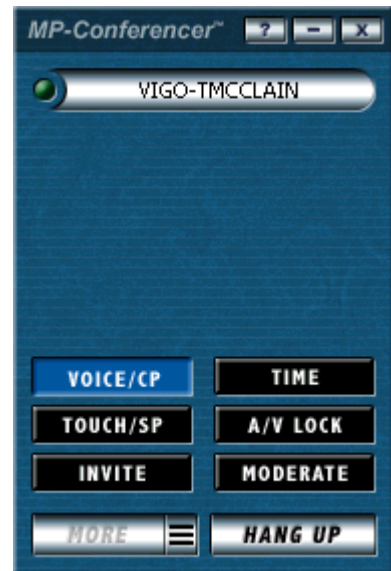 MP-Conferencer™ ? – X
VIGO-TMCCLAIN
VOICE/CP TIME
TOUCH/SP A/V LOCK
INVITE MODERATE
MORE HANG UP